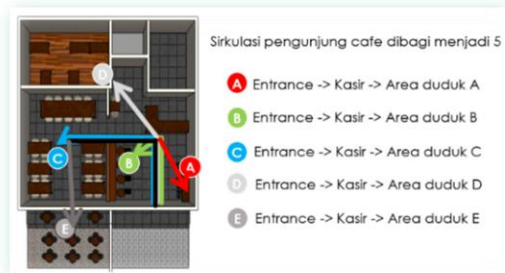 Sirkulasi pengunjung cafe dibagi menjadi 5
A Entrance -> Kasir -> Area duduk A
B Entrance -> Kasir -> Area duduk B
C Entrance -> Kasir -> Area duduk C
D Entrance -> Kasir -> Area duduk D
E Entrance -> Kasir -> Area duduk E
D
C
B
A
E